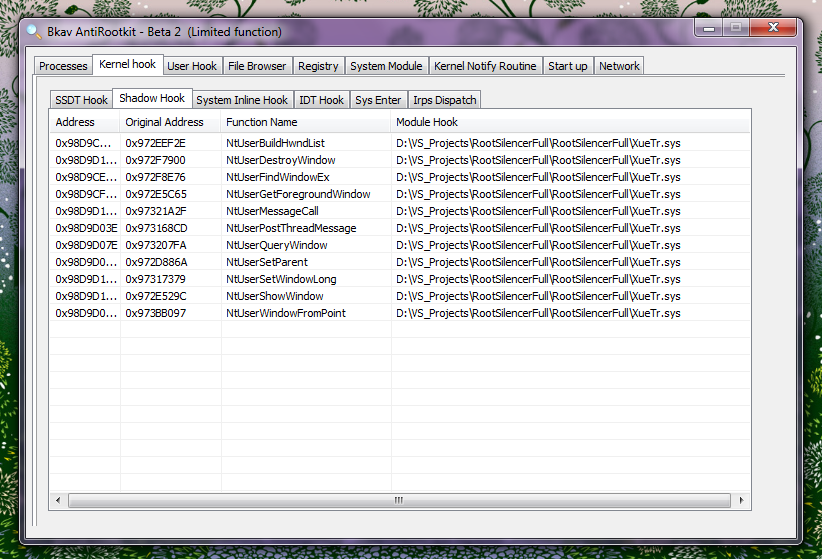 Bkav AntiRootkit - Beta 2 (Limited function)
Processes Kernel hook User Hook File Browser Registry System Module Kernel Notify Routine Start up Network
SSDT Hook Shadow Hook System Inline Hook IDT Hook Sys Enter Irps Dispatch
Address Original Address Function Name Module Hook
0x98D9C... 0x972EEF2E NtUserBuildHwndList D:\VS_Projects\RootSilencerFull\RootSilencerFull\XueTr.sys
0x98D9D1... 0x972F7900 NtUserDestroyWindow D:\VS_Projects\RootSilencerFull\RootSilencerFull\XueTr.sys
0x98D9CE... 0x972F8E76 NtUserFindWindowEx D:\VS_Projects\RootSilencerFull\RootSilencerFull\XueTr.sys
0x98D9CF... 0x972E5C65 NtUserGetForegroundWindow D:\VS_Projects\RootSilencerFull\RootSilencerFull\XueTr.sys
0x98D9D1... 0x97321A2F NtUserMessageCall D:\VS_Projects\RootSilencerFull\RootSilencerFull\XueTr.sys
0x98D9D03E 0x973168CD NtUserPostThreadMessage D:\VS_Projects\RootSilencerFull\RootSilencerFull\XueTr.sys
0x98D9D07E 0x973207FA NtUserQueryWindow D:\VS_Projects\RootSilencerFull\RootSilencerFull\XueTr.sys
0x98D9D0... 0x972D886A NtUserSetParent D:\VS_Projects\RootSilencerFull\RootSilencerFull\XueTr.sys
0x98D9D1... 0x97317379 NtUserSetWindowLong D:\VS_Projects\RootSilencerFull\RootSilencerFull\XueTr.sys
0x98D9D1... 0x972E529C NtUserShowWindow D:\VS_Projects\RootSilencerFull\RootSilencerFull\XueTr.sys
0x98D9D0... 0x973BB097 NtUserWindowFromPoint D:\VS_Projects\RootSilencerFull\RootSilencerFull\XueTr.sys